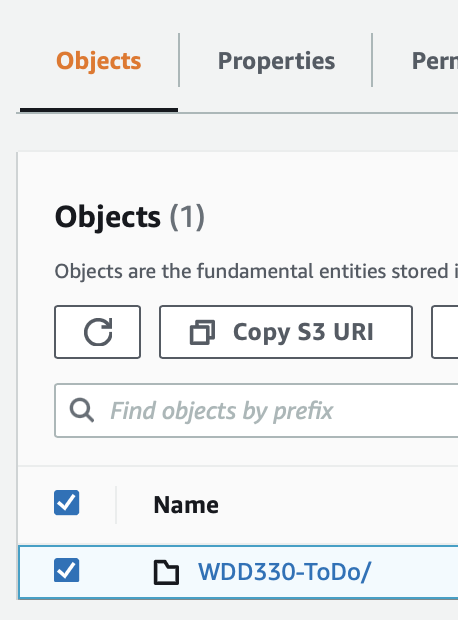 Objects
Properties
Perm
Objects (1)
Objects are the fundamental entities stored i
Copy S3 URI
Find objects by prefix
Name
WDD330-ToDo/